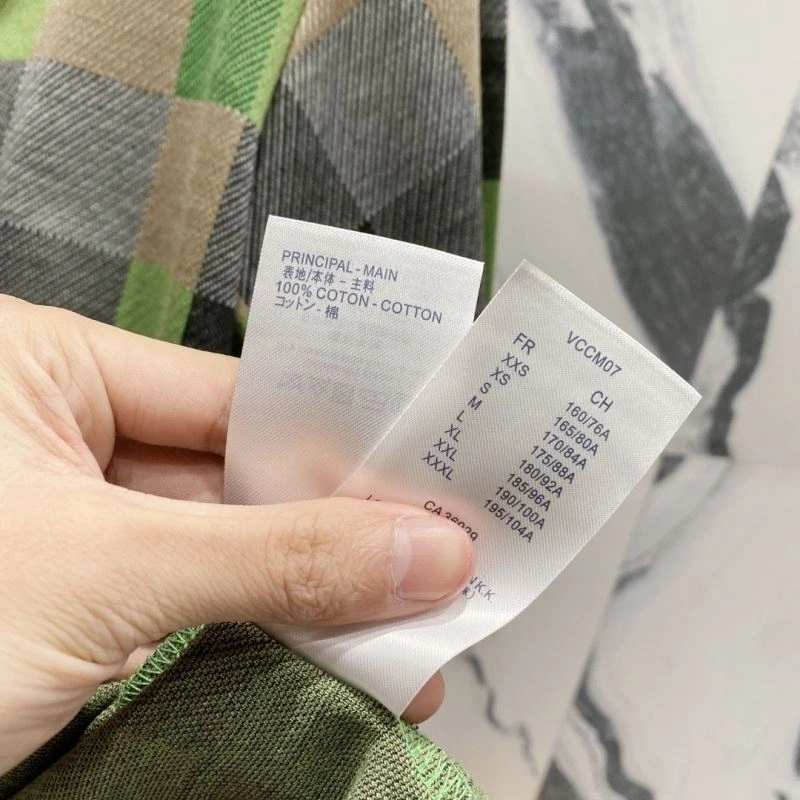 PRINCIPAL - MAIN
表地/本体 - 主料
100% COTON - COTTON
コットン - 棉
VCCM07
FR CH
XXS 160/76A
XS 165/80A
S 170/84A
M 175/88A
L 180/92A
XL 185/96A
XXL 190/100A
XXXL 195/104A
CA 36929
K.K.